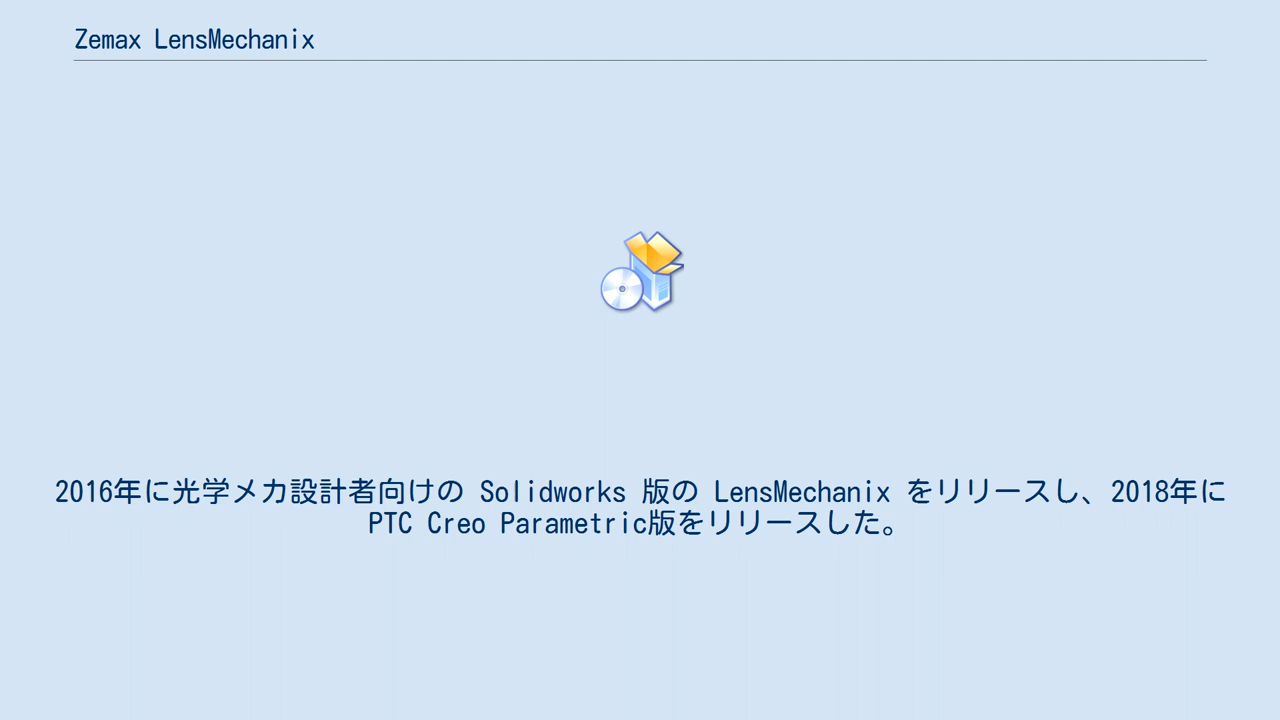 Zemax LensMechanix
2016年に光学メカ設計者向けの Solidworks 版の LensMechanix をリリースし、2018年に
PTC Creo Parametric版をリリースした。